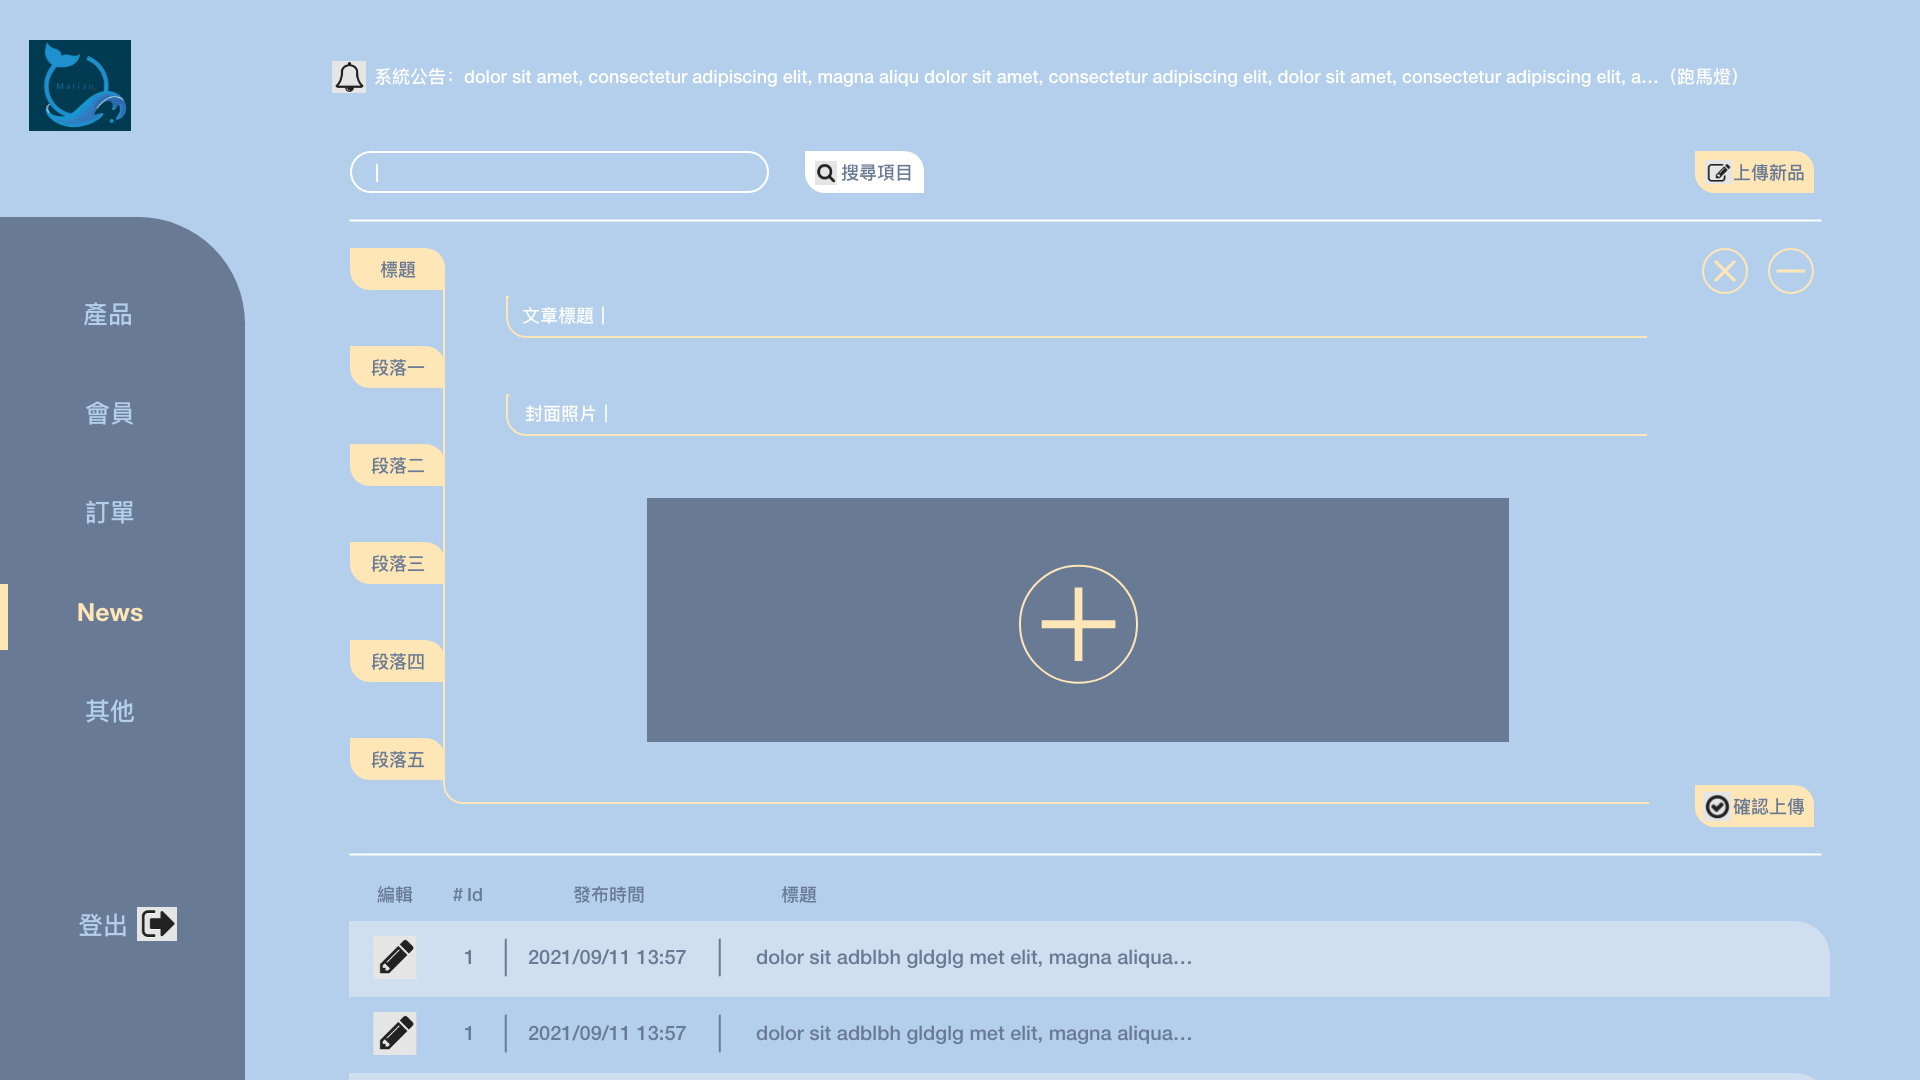 Marian.
系統公告：dolor sit amet, consectetur adipiscing elit, magna aliqu dolor sit amet, consectetur adipiscing elit, dolor sit amet, consectetur adipiscing elit, a...（跑馬燈）
搜尋項目
上傳新品
產品
會員
訂單
News
其他
登出
標題
段落一
段落二
段落三
段落四
段落五
文章標題
封面照片
確認上傳
編輯 # Id 發布時間 標題
1 2021/09/11 13:57 dolor sit adblbh gldglg met elit, magna aliqua...
1 2021/09/11 13:57 dolor sit adblbh gldglg met elit, magna aliqua...